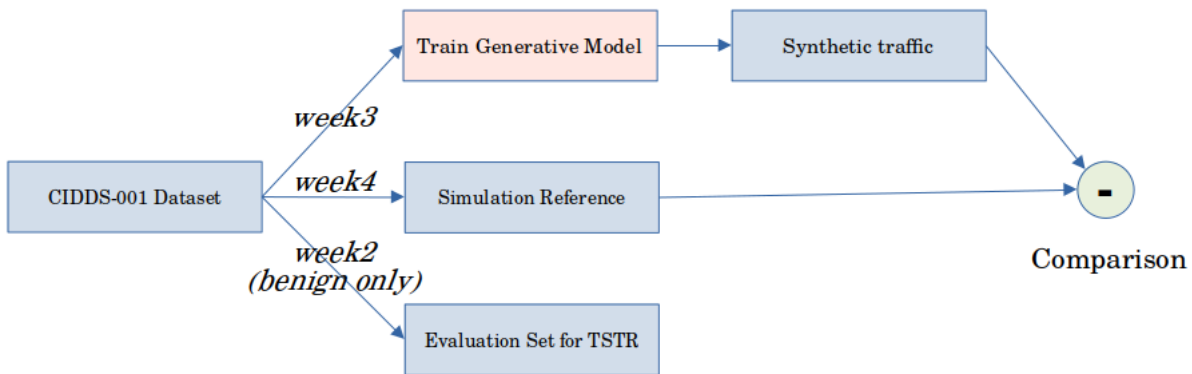 Train Generative Model
Synthetic traffic
week3
CIDDS-001 Dataset
week4
Simulation Reference
-
Comparison
week2
(benign only)
Evaluation Set for TSTR